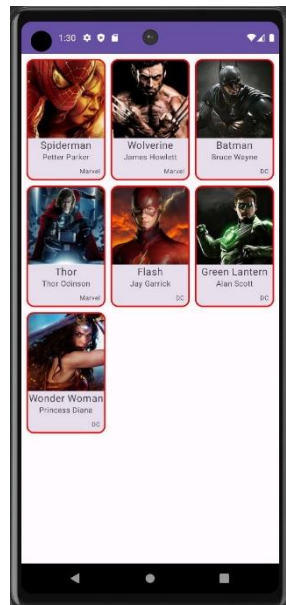 1:30
Spiderman
Petter Parker
Marvel
Wolverine
James Howlett
Marvel
Batman
Bruce Wayne
DC
Thor
Thor Odinson
Marvel
Flash
Jay Garrick
DC
Green Lantern
Alan Scott
DC
Wonder Woman
Princess Diana
DC